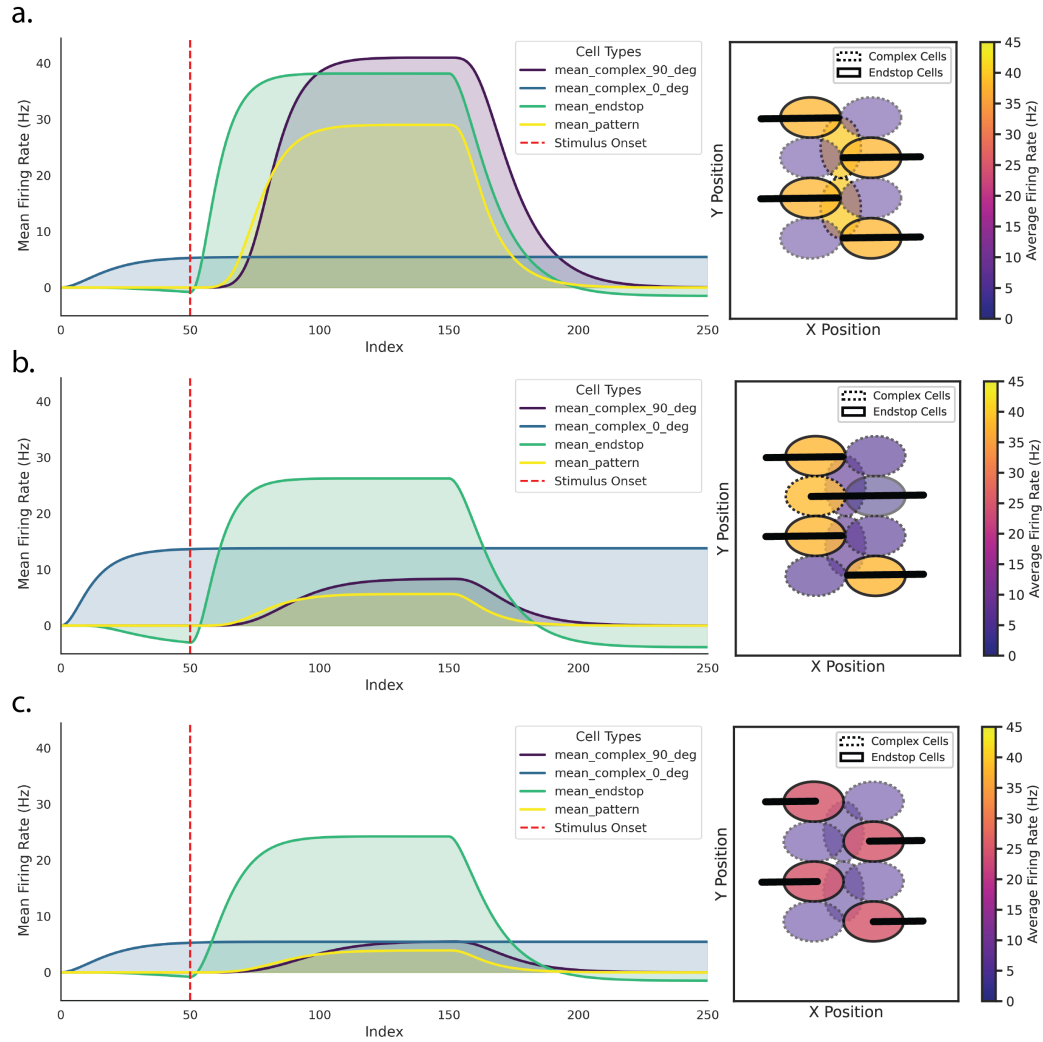 a.
Mean Firing Rate (Hz)
40
30
20
10
0
0
50
100
150
200
250
Index
Cell Types
mean_complex_90_deg
mean_complex_0_deg
mean_endstop
mean_pattern
Stimulus Onset
Y Position
X Position
Complex Cells
Endstop Cells
45
40
35
30
25
20
15
10
5
0
Average Firing Rate (Hz)
b.
Mean Firing Rate (Hz)
40
30
20
10
0
0
50
100
150
200
250
Index
Cell Types
mean_complex_90_deg
mean_complex_0_deg
mean_endstop
mean_pattern
Stimulus Onset
Y Position
X Position
Complex Cells
Endstop Cells
45
40
35
30
25
20
15
10
5
0
Average Firing Rate (Hz)
c.
Mean Firing Rate (Hz)
40
30
20
10
0
0
50
100
150
200
250
Index
Cell Types
mean_complex_90_deg
mean_complex_0_deg
mean_endstop
mean_pattern
Stimulus Onset
Y Position
X Position
Complex Cells
Endstop Cells
45
40
35
30
25
20
15
10
5
0
Average Firing Rate (Hz)